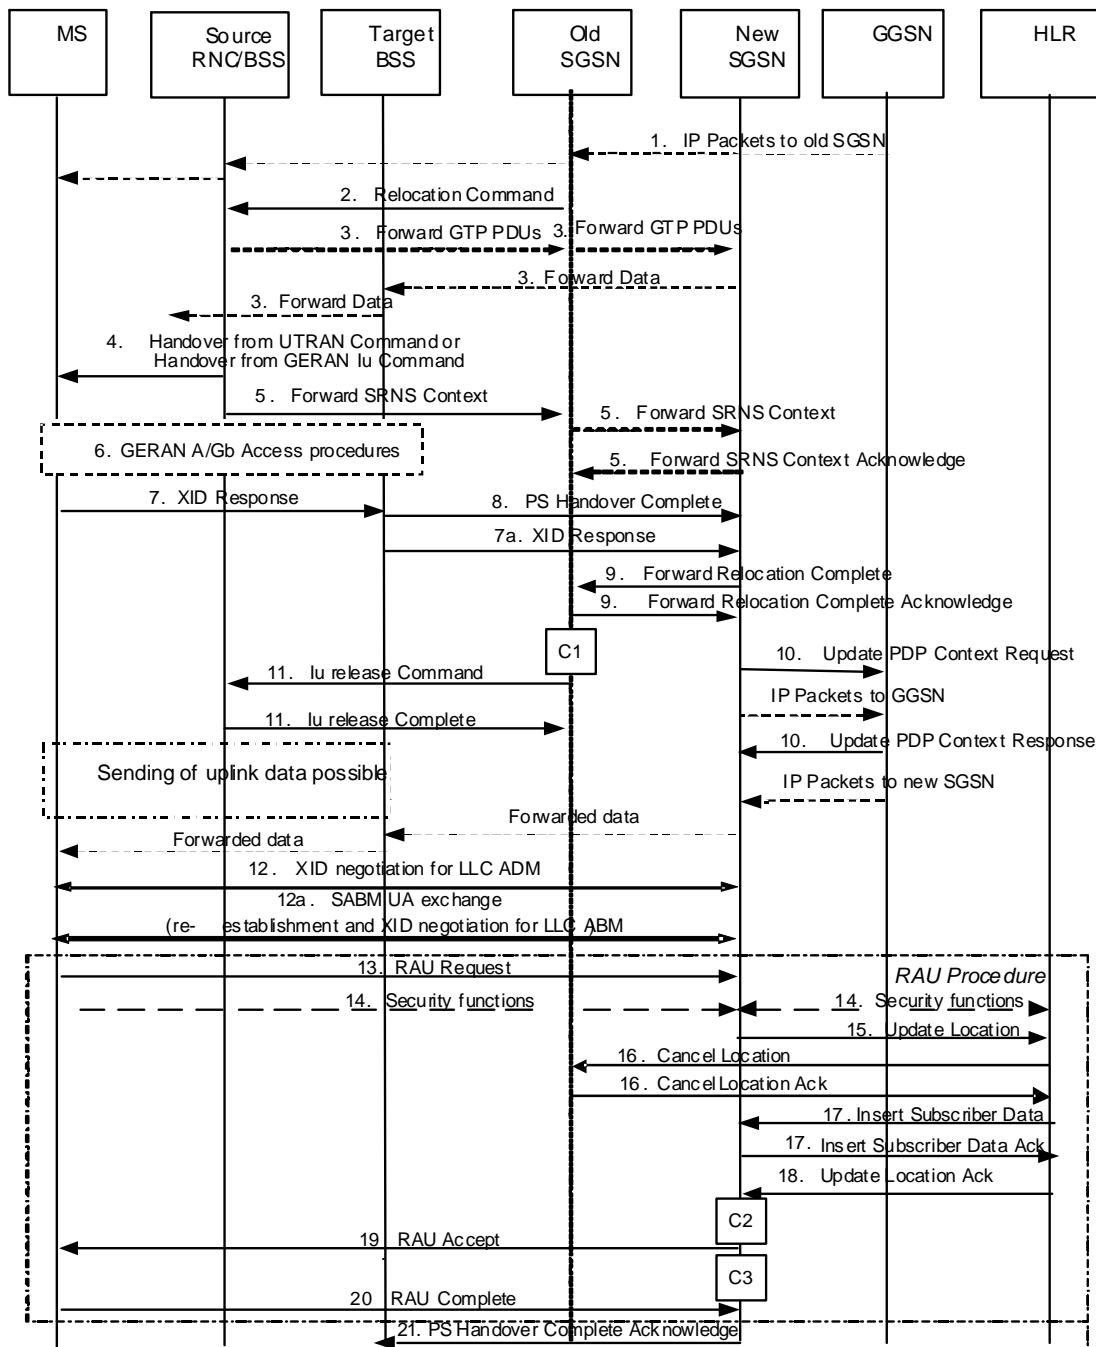 MS
Source
RNC/BSS
Target
BSS
Old
SGSN
New
SGSN
GGSN
HLR
1. IP Packets to old SGSN
2. Relocation Command
3. Forward GTP PDUs
3. Forward GTP PDUs
3. Forward Data
3. Forward Data
4. Handover from UTRAN Command or
Handover from GERAN Iu Command
5. Forward SRNS Context
5. Forward SRNS Context
6. GERAN A/Gb Access procedures
5. Forward SRNS Context Acknowledge
7. XID Response
8. PS Handover Complete
7a. XID Response
9. Forward Relocation Complete
9. Forward Relocation Complete Acknowledge
C1
10. Update PDP Context Request
11. Iu release Command
IP Packets to GGSN
11. Iu release Complete
10. Update PDP Context Response
Sending of uplink data possible
IP Packets to new SGSN
Forwarded data
Forwarded data
12. XID negotiation for LLC ADM
12a. SABM UA exchange
(re- establishment and XID negotiation for LLC ABM)
13. RAU Request
RAU Procedure
14. Security functions
14. Security functions
15. Update Location
16. Cancel Location
16. Cancel Location Ack
17. Insert Subscriber Data
17. Insert Subscriber Data Ack
18. Update Location Ack
C2
19. RAU Accept
C3
20 RAU Complete
21. PS Handover Complete Acknowledge